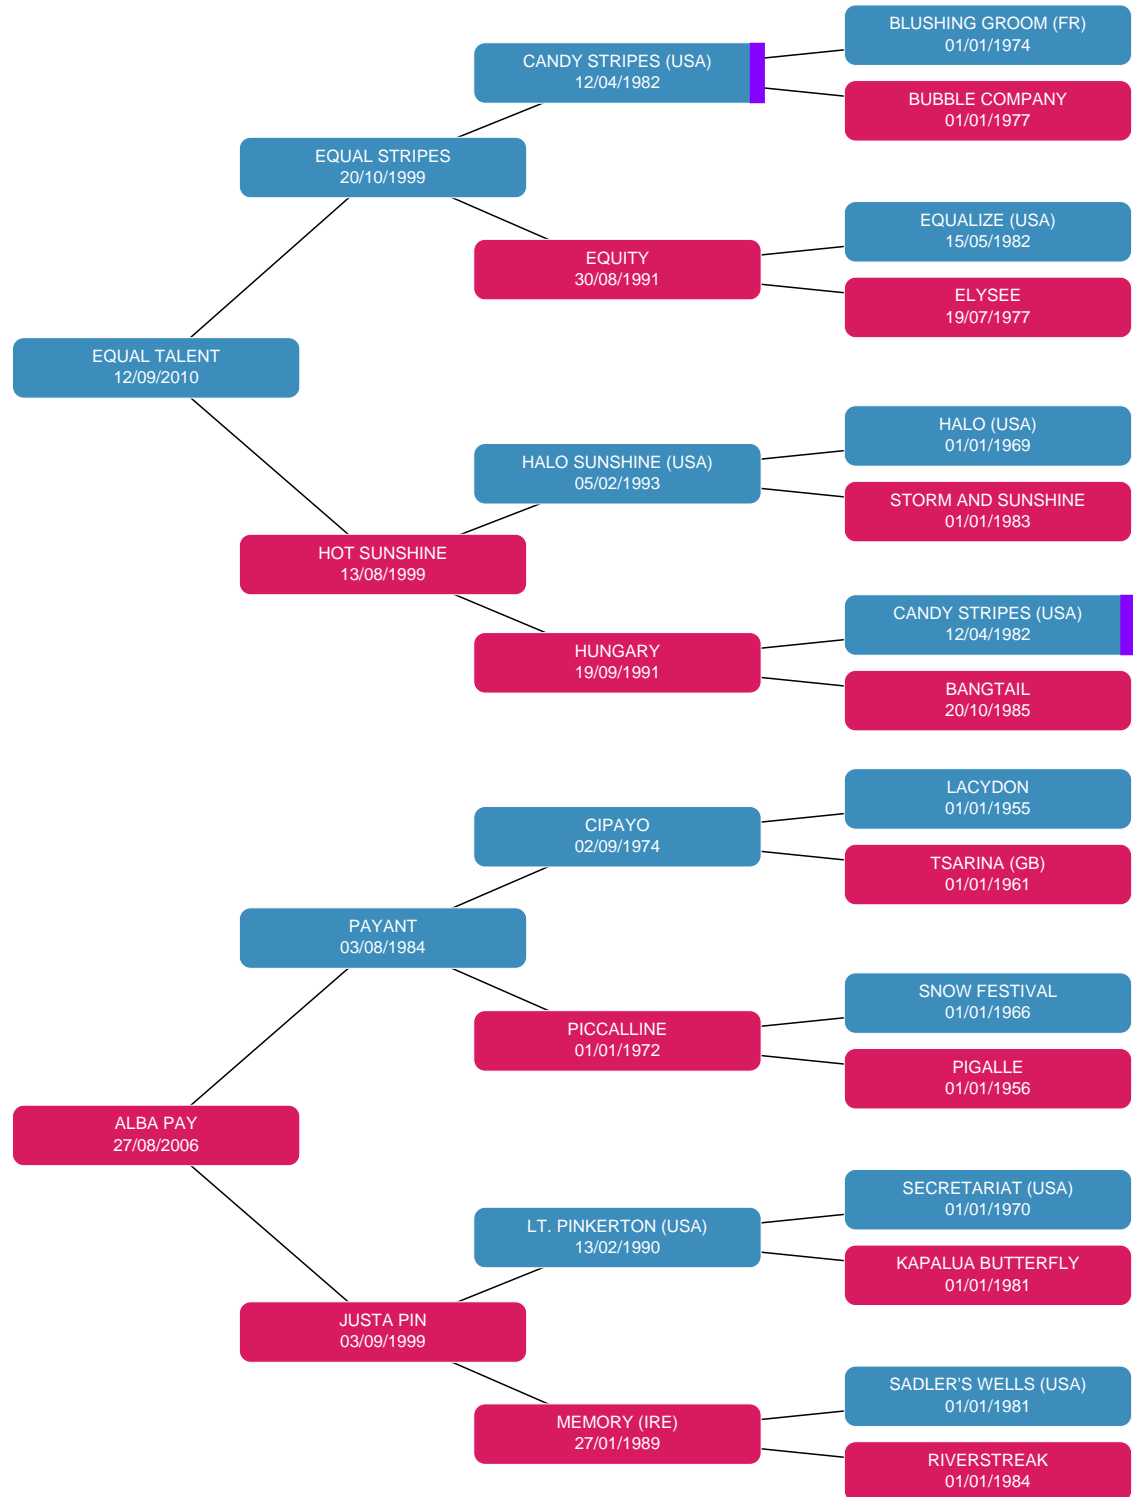 BLUSHING GROOM (FR)
01/01/1974
CANDY STRIPES (USA)
12/04/1982
BUBBLE COMPANY
01/01/1977
EQUAL STRIPES
20/10/1999
EQUALIZE (USA)
15/05/1982
EQUITY
30/08/1991
ELYSEE
19/07/1977
EQUAL TALENT
12/09/2010
HALO (USA)
01/01/1969
HALO SUNSHINE (USA)
05/02/1993
STORM AND SUNSHINE
01/01/1983
HOT SUNSHINE
13/08/1999
CANDY STRIPES (USA)
12/04/1982
HUNGARY
19/09/1991
BANGTAIL
20/10/1985
LACYDON
01/01/1955
CIPAYO
02/09/1974
TSARINA (GB)
01/01/1961
PAYANT
03/08/1984
SNOW FESTIVAL
01/01/1966
PICCALLINE
01/01/1972
PIGALLE
01/01/1956
ALBA PAY
27/08/2006
SECRETARIAT (USA)
01/01/1970
LT. PINKERTON (USA)
13/02/1990
KAPALUA BUTTERFLY
01/01/1981
JUSTA PIN
03/09/1999
SADLER'S WELLS (USA)
01/01/1981
MEMORY (IRE)
27/01/1989
RIVERSTREAK
01/01/1984